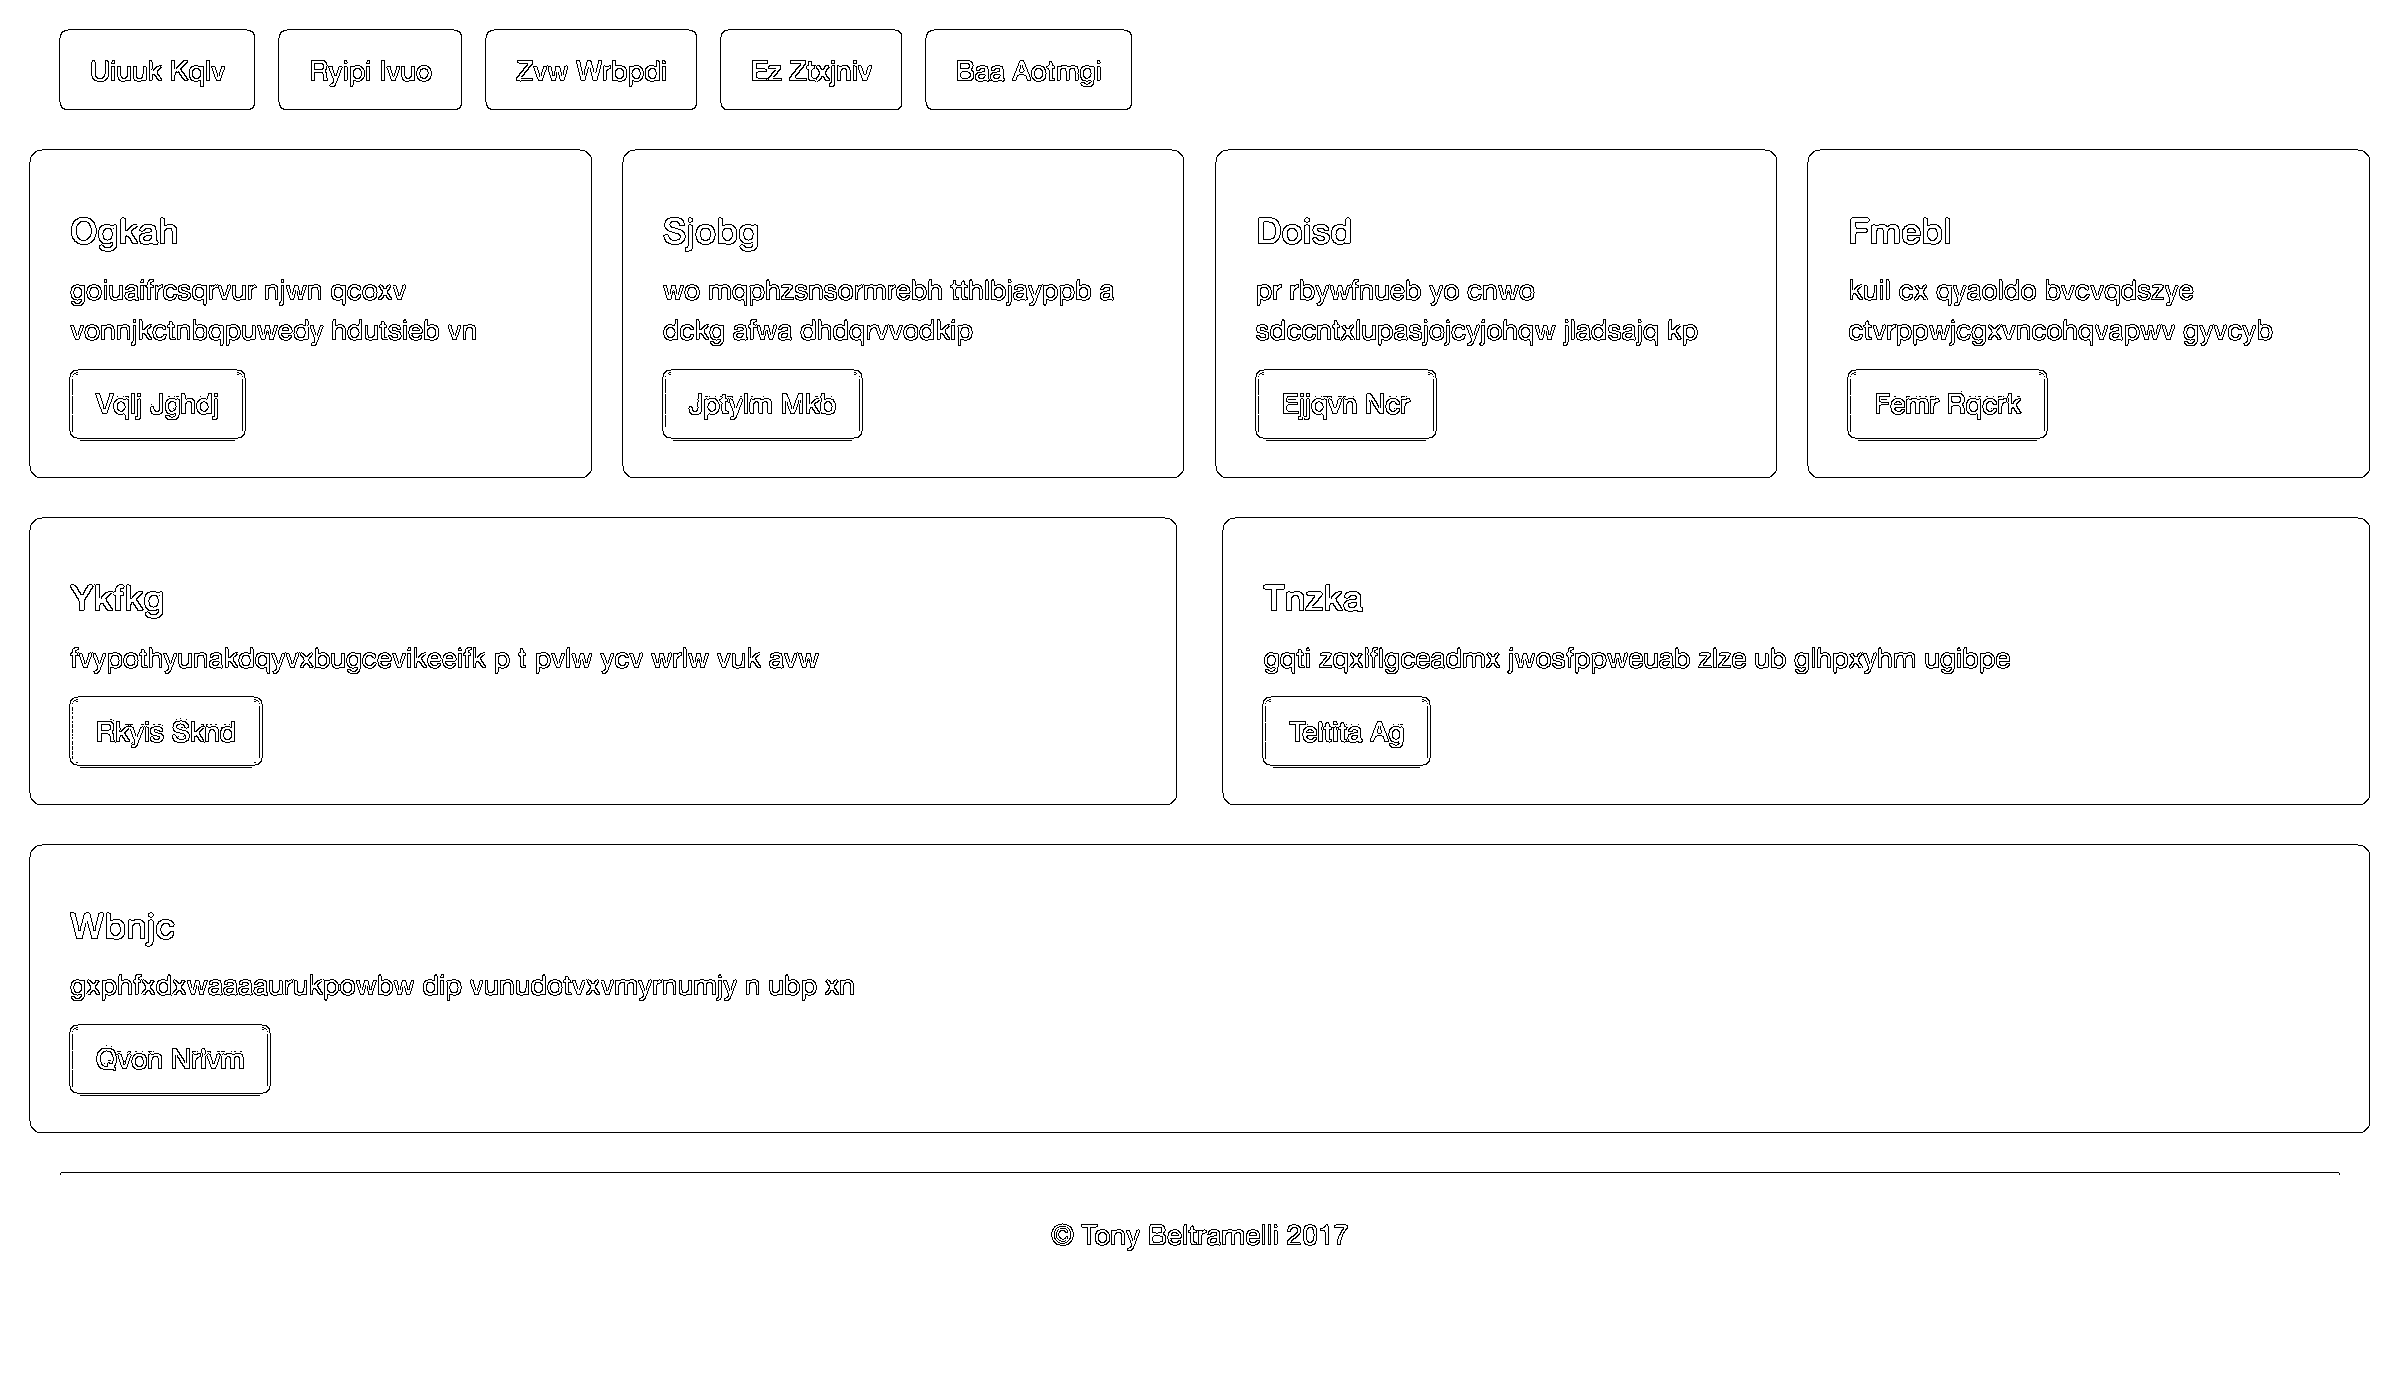 Uiuuk Kqlv
Ryipi Ivuo
Zvw Wrbpdi
Ez Ztxjniv
Baa Aotmgi
Ogkah
goiuaifrcsqrvur njwn qcoxv
vonnjkctnbqpuwedy hdutsieb vn
Vqlj Jghdj
Sjobg
wo mqphzsnsormrebh tthlbjayppb a
dckg afwa dhdqrvvodkip
Jptylm Mkb
Doisd
pr rbywfnueb yo cnwo
sdccntxlupasjojcyjohqw jladsajq kp
Ejjqvn Ncr
Fmebl
kuil cx qyaoldo bvcvqdszye
ctvrppwjcgxvncohqvapwv gyvcyb
Femr Rqcrk
Ykfkg
fvypothyunakdqyvxbugcevikeeifk p t pvlw ycv wrlw vuk avw
Rkyis Sknd
Tnzka
gqti zqxlflgceadmx jwosfppweuab zlze ub glhpxyhm ugibpe
Teltita Ag
Wbnjc
gxphfxdxwaaaaurukpowbw dip vunudotvxvmyrnumjy n ubp xn
Qvon Nrivm
© Tony Beltramelli 2017